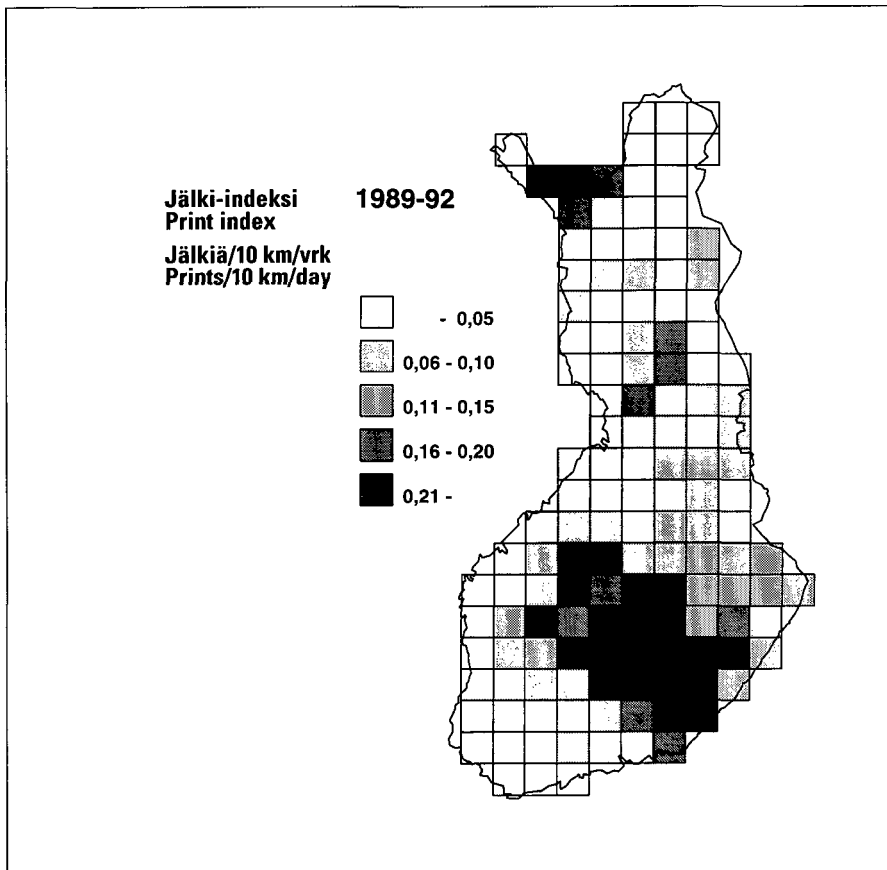 Jälki-indeksi 1989-92
Print index
Jälkiä/10 km/vrk
Prints/10 km/day
- 0,05
0,06 - 0,10
0,11 - 0,15
0,16 - 0,20
0,21 -